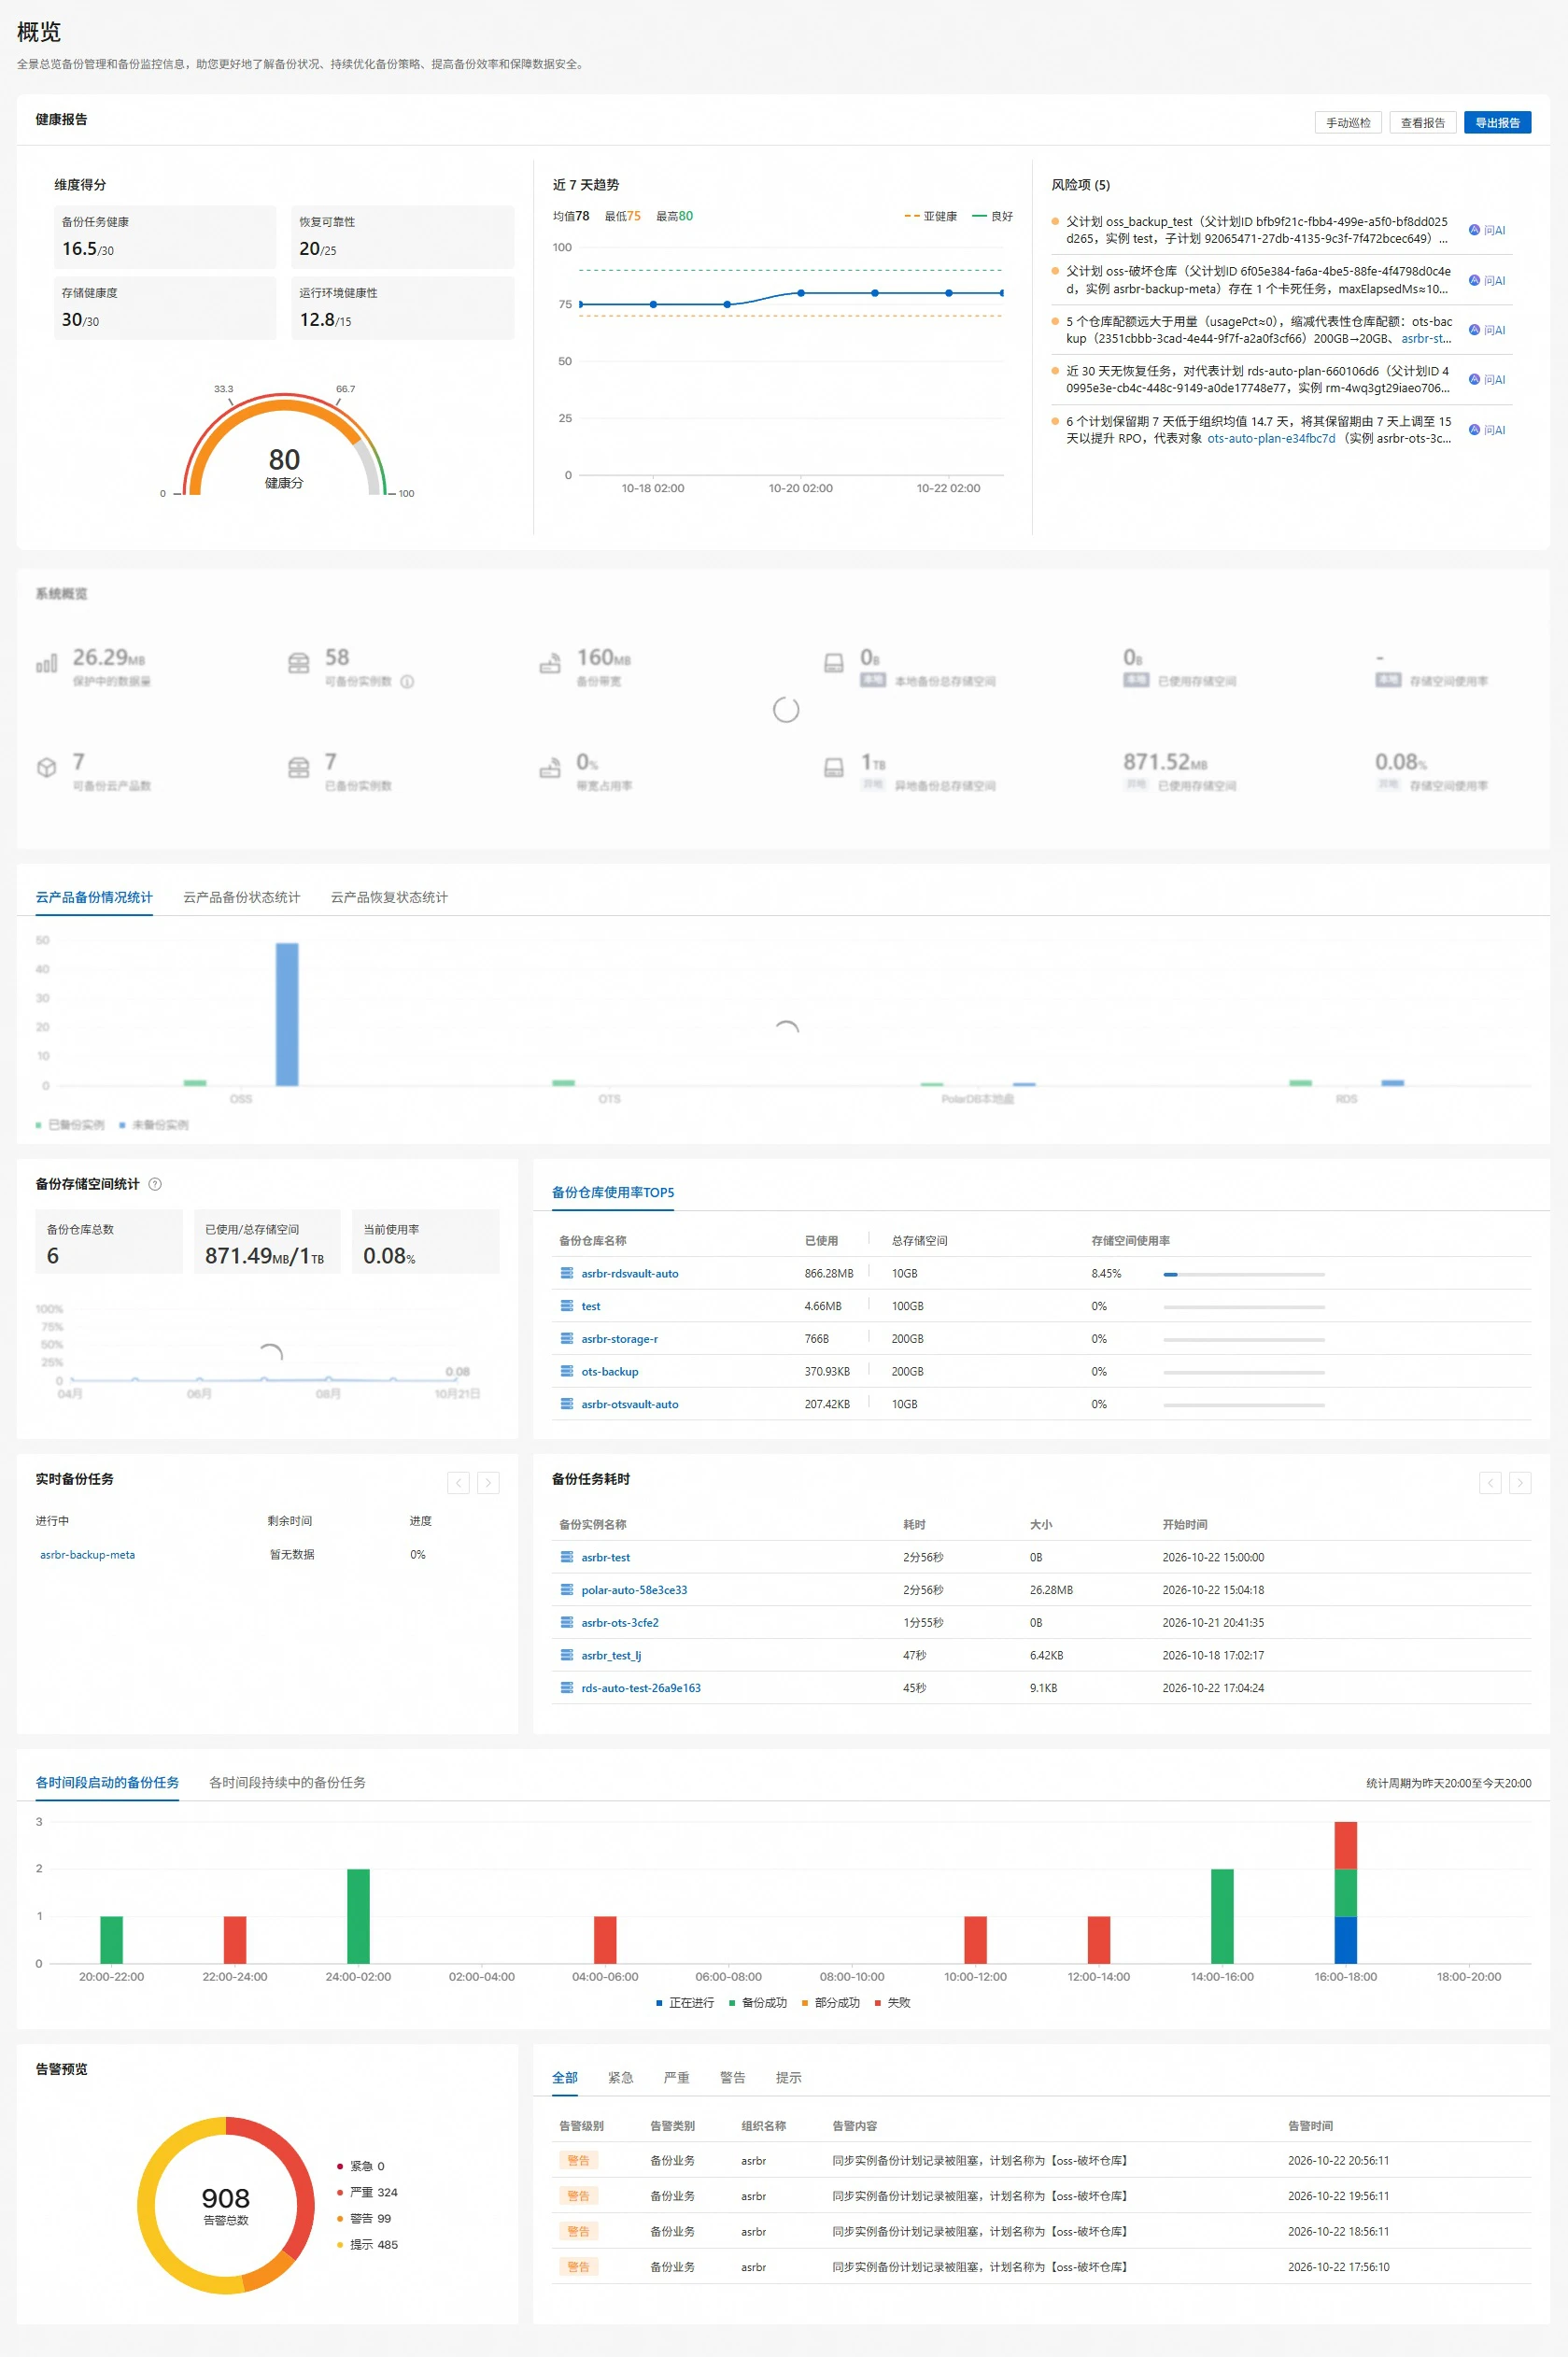 概览
全景总览备份管理和备份监控信息，助您更好地了解备份状况、持续优化备份策略、提高备份效率和保障数据安全。
健康报告
手动巡检 查看报告 导出报告
维度得分
备份任务健康
16.5/30
恢复可靠性
20/25
存储健康度
30/30
运行环境健康性
12.8/15
33.3 66.7
80
健康分
0 100
近 7 天趋势
均值78 最低75 最高80 亚健康 良好
100
75
50
25
0
10-18 02:00 10-20 02:00 10-22 02:00
风险项 (5)
父计划 oss_backup_test（父计划ID bfb9f21c-fbb4-499e-a5f0-bf8dd025
d265，实例 test，子计划 92065471-27db-4135-9c3f-7f472bcec649）...
问AI
父计划 oss-破坏仓库（父计划ID 6f05e384-fa6a-4be5-88fe-4f4798d0c4e
d，实例 asrbr-backup-meta）存在 1 个卡死任务，maxElapsedMs≈10...
问AI
5 个仓库配额远大于用量（usagePct≈0），缩减代表性仓库配额：ots-bac
kup（2351cbbb-3cad-4e44-9f7f-a2a0f3cf66）200GB→20GB、 asrbr-st...
问AI
近 30 天无恢复任务，对代表计划 rds-auto-plan-660106d6（父计划ID 4
0995e3e-cb4c-448c-9149-a0de17748e77，实例 rm-4wq3gt29iaeo706...
问AI
6 个计划保留期 7 天低于组织均值 14.7 天，将其保留期由 7 天上调至 15
天以提升 RPO，代表对象 ots-auto-plan-e34fbc7d （实例 asrbr-ots-3c...
问AI
系统概览
26.29MB
保护中的数据量
58
可备份实例数
160MB
备份带宽
0B
本地 本地备份总存储空间
0B
本地 已使用存储空间
-
本地 存储空间使用率
7
可备份云产品数
7
已备份实例数
0%
带宽占用率
1TB
异地 异地备份总存储空间
871.52MB
异地 已使用存储空间
0.08%
异地 存储空间使用率
云产品备份情况统计 云产品备份状态统计 云产品恢复状态统计
50
40
30
20
10
0
OSS OTS PolarDB本地盘 RDS
已备份实例 未备份实例
备份存储空间统计
备份仓库总数
6
已使用/总存储空间
871.49MB/1TB
当前使用率
0.08%
100%
75%
50%
25%
0
0.08
04月 06月 08月 10月21日
备份仓库使用率TOP5
备份仓库名称 已使用 总存储空间 存储空间使用率
asrbr-rdsvault-auto 866.28MB 10GB 8.45%
test 4.66MB 100GB 0%
asrbr-storage-r 766B 200GB 0%
ots-backup 370.93KB 200GB 0%
asrbr-otsvault-auto 207.42KB 10GB 0%
实时备份任务
进行中 剩余时间 进度
asrbr-backup-meta 暂无数据 0%
备份任务耗时
备份实例名称 耗时 大小 开始时间
asrbr-test 2分56秒 0B 2026-10-22 15:00:00
polar-auto-58e3ce33 2分56秒 26.28MB 2026-10-22 15:04:18
asrbr-ots-3cfe2 1分55秒 0B 2026-10-21 20:41:35
asrbr_test_lj 47秒 6.42KB 2026-10-18 17:02:17
rds-auto-test-26a9e163 45秒 9.1KB 2026-10-22 17:04:24
各时间段启动的备份任务 各时间段持续中的备份任务 统计周期为昨天20:00至今天20:00
3
2
1
0
20:00-22:00 22:00-24:00 24:00-02:00 02:00-04:00 04:00-06:00 06:00-08:00 08:00-10:00 10:00-12:00 12:00-14:00 14:00-16:00 16:00-18:00 18:00-20:00
正在进行 备份成功 部分成功 失败
告警预览
908
告警总数
紧急 0
严重 324
警告 99
提示 485
全部 紧急 严重 警告 提示
告警级别 告警类别 组织名称 告警内容 告警时间
警告 备份业务 asrbr 同步实例备份计划记录被阻塞，计划名称为【oss-破坏仓库】 2026-10-22 20:56:11
警告 备份业务 asrbr 同步实例备份计划记录被阻塞，计划名称为【oss-破坏仓库】 2026-10-22 19:56:11
警告 备份业务 asrbr 同步实例备份计划记录被阻塞，计划名称为【oss-破坏仓库】 2026-10-22 18:56:11
警告 备份业务 asrbr 同步实例备份计划记录被阻塞，计划名称为【oss-破坏仓库】 2026-10-22 17:56:10